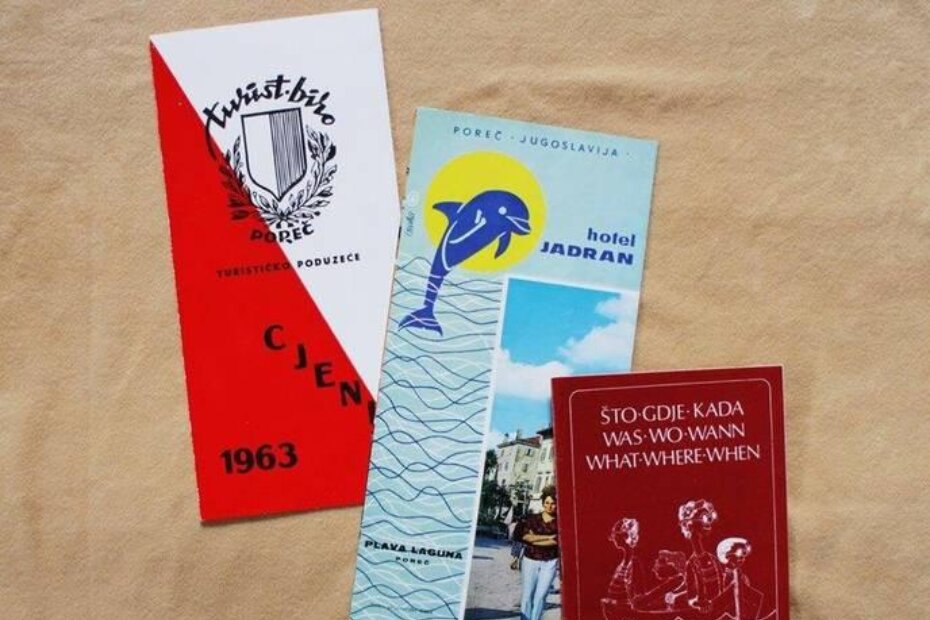 turist-biro
POREČ
TURISTIČKO PODUZEĆE
CJENI
1963
POREČ · JUGOSLAVIJA ·
hotel
JADRAN
PLAVA LAGUNA
POREČ
ŠTO·GDJE·KADA
WAS·WO·WANN
WHAT·WHERE·WHEN